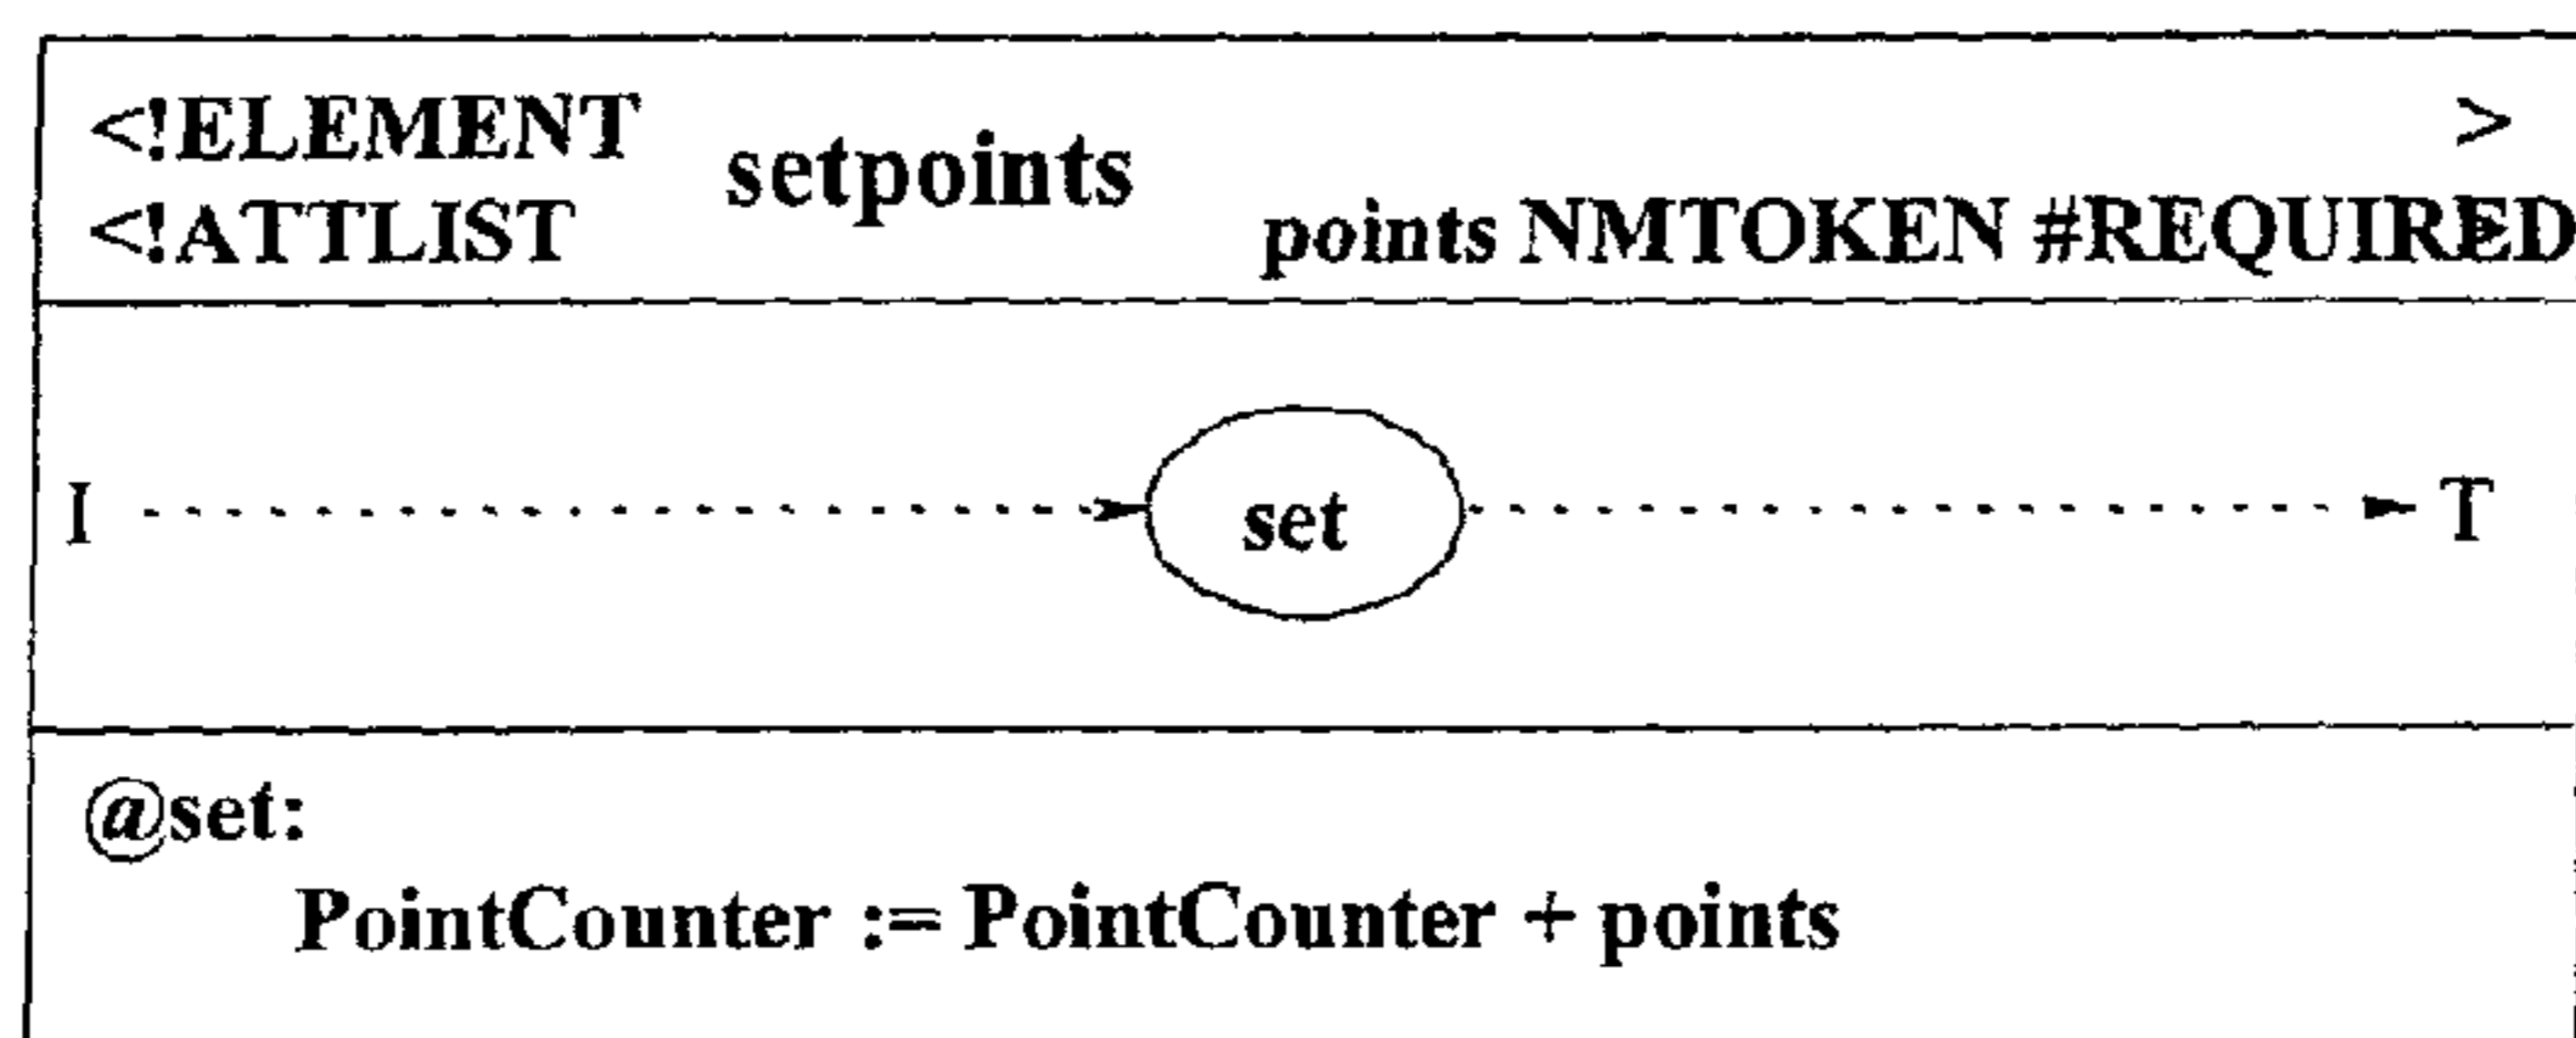 <!ELEMENT setpoints >
<!ATTLIST points NMTOKEN #REQUIRED>
I set T
@set:
PointCounter := PointCounter + points